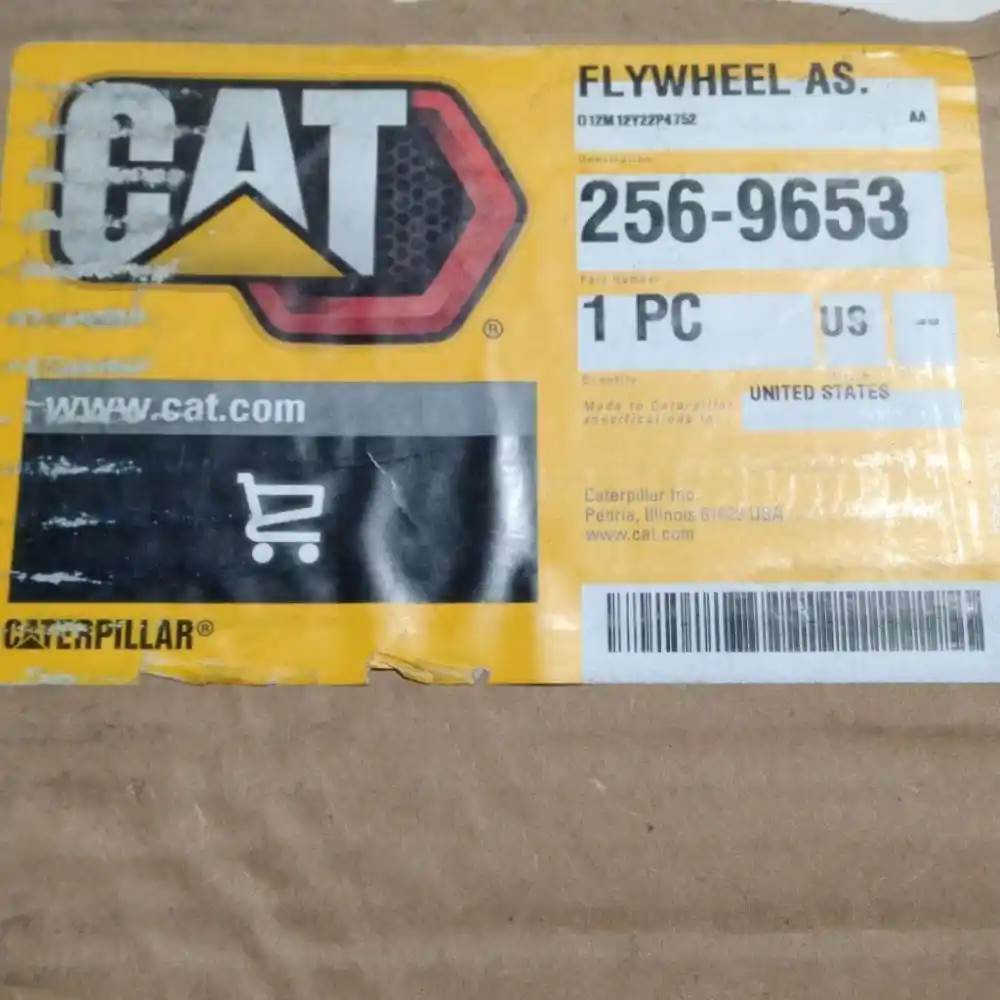 CAT
®
www.cat.com
CATERPILLAR®
FLYWHEEL AS.
D12M12Y22P4752 AA
Description
256-9653
Part Number
1 PC US
Quantity
Made to Caterpillar
specifications in
UNITED STATES
Caterpillar Inc.
Peoria, Illinois USA
www.cat.com